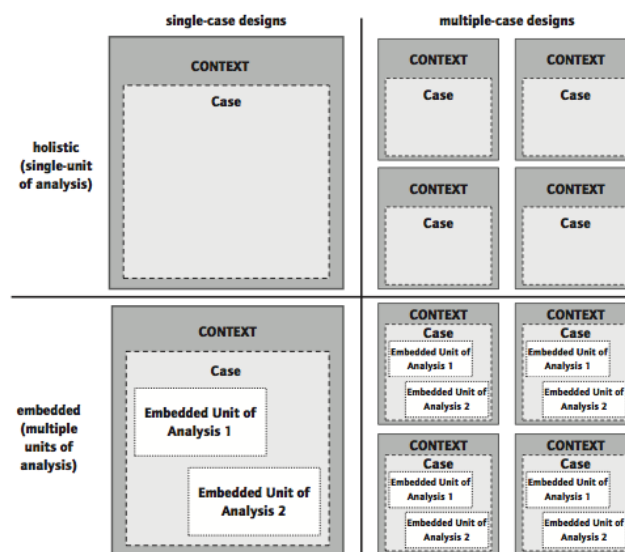 single-case designs
multiple-case designs
holistic
(single-unit
of analysis)
CONTEXT
Case
CONTEXT
Case
CONTEXT
Case
CONTEXT
Case
CONTEXT
Case
embedded
(multiple
units of
analysis)
CONTEXT
Case
Embedded Unit of
Analysis 1
Embedded Unit of
Analysis 2
CONTEXT
Case
Embedded Unit of
Analysis 1
Embedded Unit of
Analysis 2
CONTEXT
Case
Embedded Unit of
Analysis 1
Embedded Unit of
Analysis 2
CONTEXT
Case
Embedded Unit of
Analysis 1
Embedded Unit of
Analysis 2
CONTEXT
Case
Embedded Unit of
Analysis 1
Embedded Unit of
Analysis 2